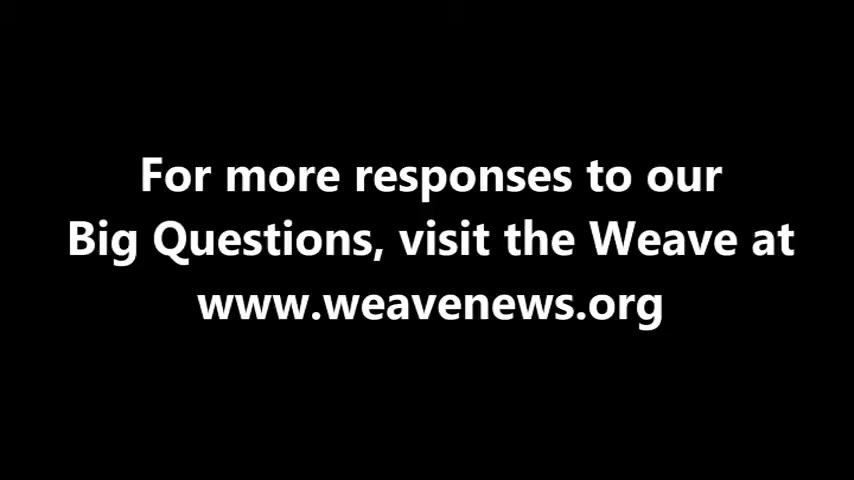 For more responses to our
Big Questions, visit the Weave at
www.weavenews.org